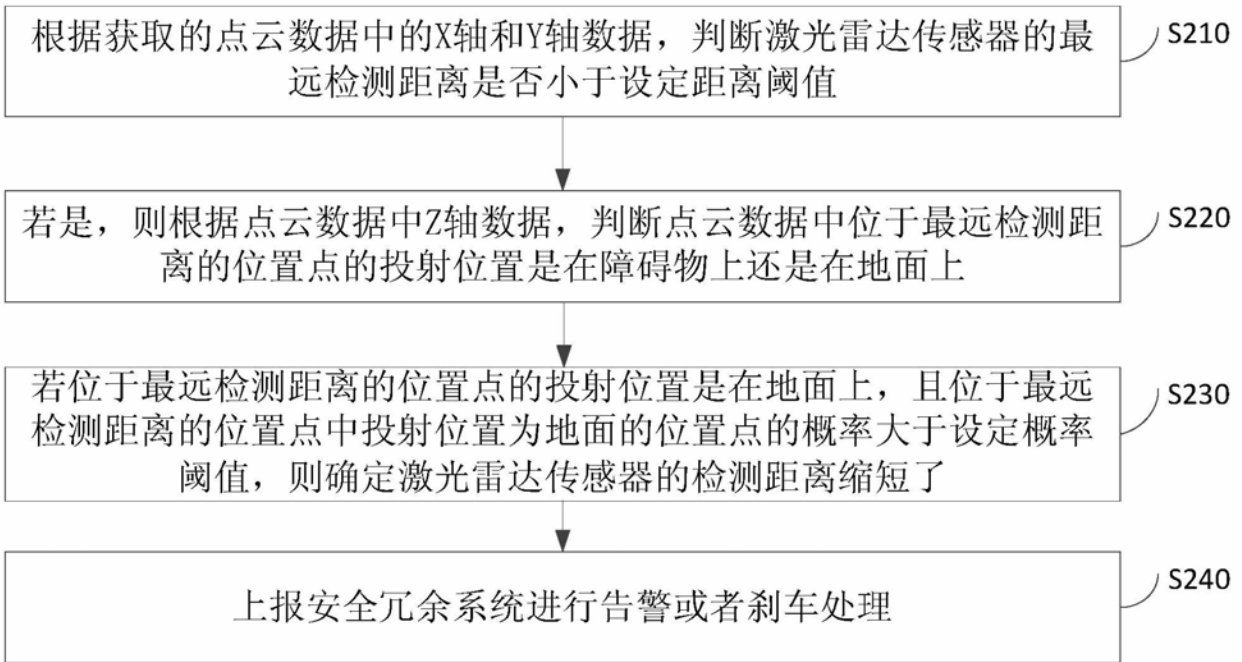 根据获取的点云数据中的X轴和Y轴数据，判断激光雷达传感器的最
远检测距离是否小于设定距离阈值
S210
若是，则根据点云数据中Z轴数据，判断点云数据中位于最远检测距
离的位置点的投射位置是在障碍物上还是在地面上
S220
若位于最远检测距离的位置点的投射位置是在地面上，且位于最远
检测距离的位置点中投射位置为地面的位置点的概率大于设定概率
阈值，则确定激光雷达传感器的检测距离缩短了
S230
上报安全冗余系统进行告警或者刹车处理
S240